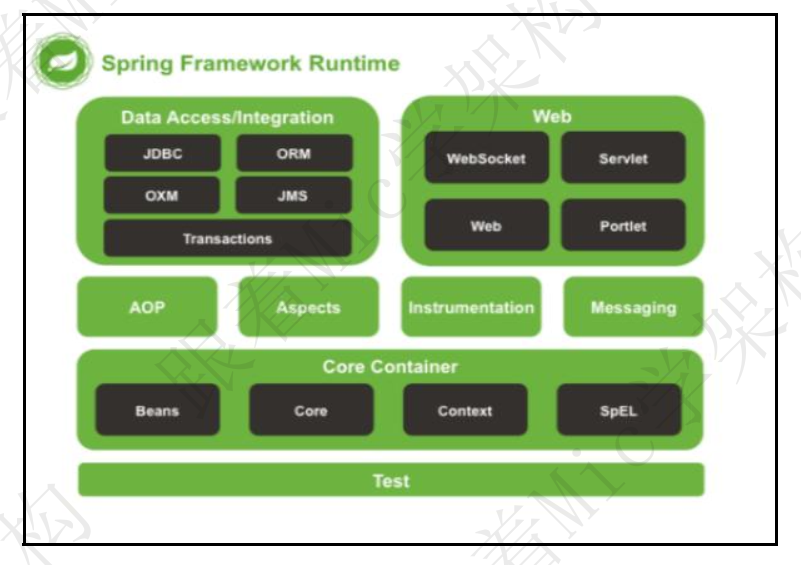 Spring Framework Runtime
Data Access/Integration
JDBC
ORM
OXM
JMS
Transactions
Web
WebSocket
Servlet
Web
Portlet
AOP
Aspects
Instrumentation
Messaging
Core Container
Beans
Core
Context
SpEL
Test
跟着Mic学架构